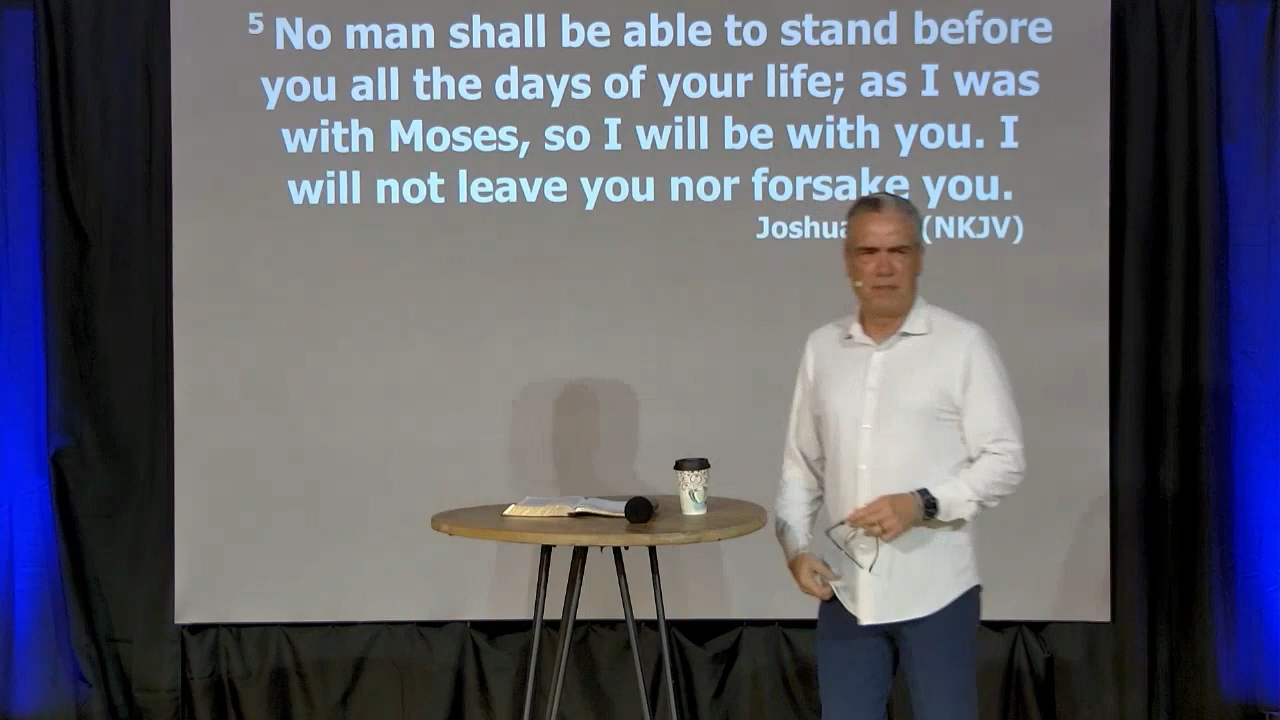 5 No man shall be able to stand before
you all the days of your life; as I was
with Moses, so I will be with you. I
will not leave you nor forsake you.
(NKJV)